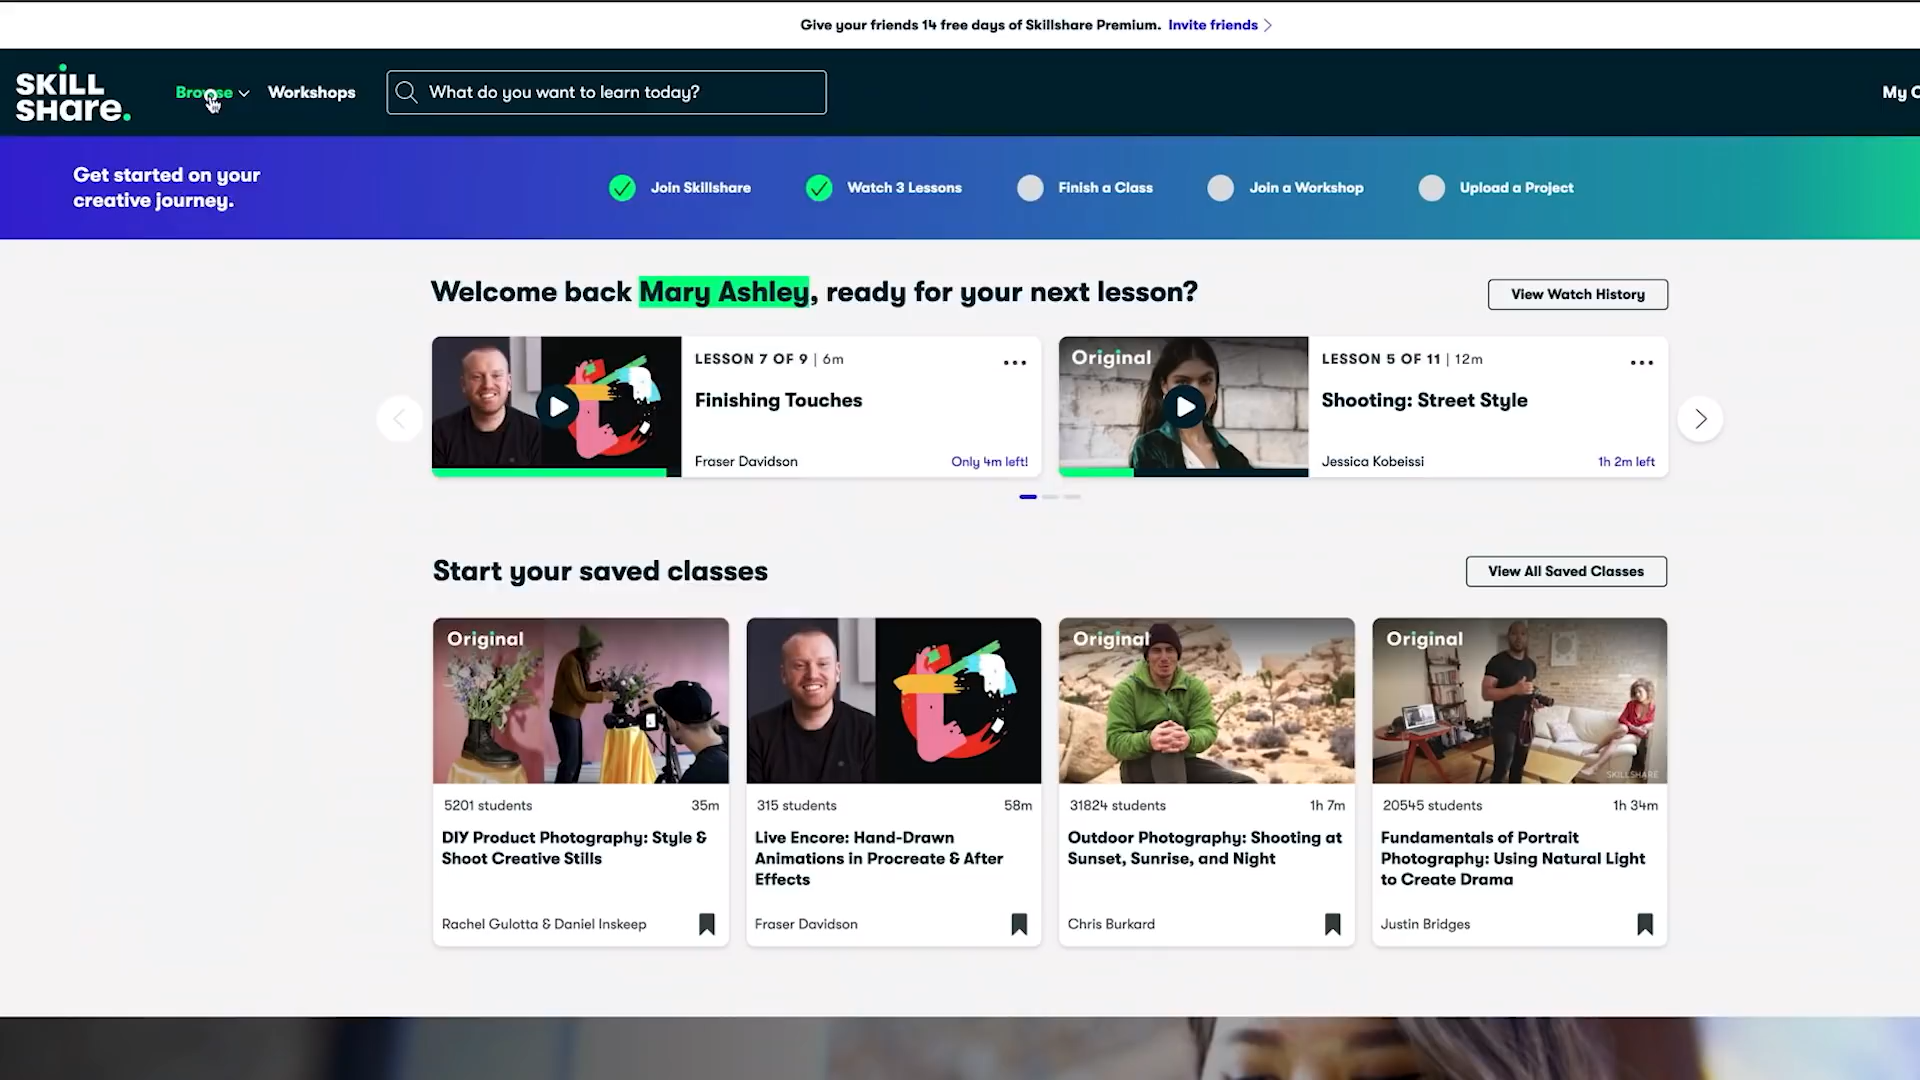 Give your friends 14 free days of Skillshare Premium. Invite friends
SKILL
SHare.
Browse
Workshops
What do you want to learn today?
My
Get started on your
creative journey.
Join Skillshare
Watch 3 Lessons
Finish a Class
Join a Workshop
Upload a Project
Welcome back Mary Ashley, ready for your next lesson?
View Watch History
LESSON 7 OF 9 | 6m
Finishing Touches
Fraser Davidson
Only 4m left!
Original
LESSON 5 OF 11 | 12m
Shooting: Street Style
Jessica Kobeissi
1h 2m left
Start your saved classes
View All Saved Classes
Original
5201 students
35m
DIY Product Photography: Style &
Shoot Creative Stills
Rachel Gulotta & Daniel Inskeep
315 students
58m
Live Encore: Hand-Drawn
Animations in Procreate & After
Effects
Fraser Davidson
Original
31824 students
1h 7m
Outdoor Photography: Shooting at
Sunset, Sunrise, and Night
Chris Burkard
Original
SKILLSHARE
20545 students
1h 34m
Fundamentals of Portrait
Photography: Using Natural Light
to Create Drama
Justin Bridges